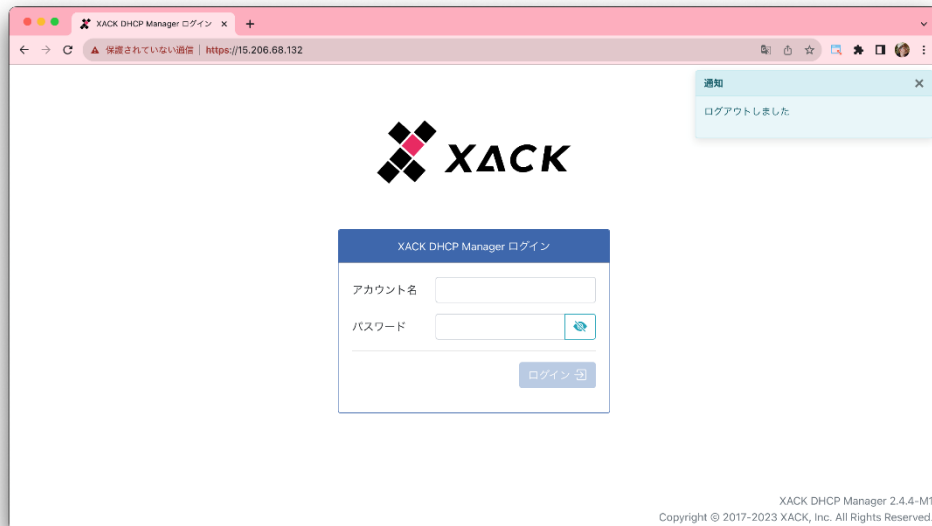 XACK DHCP Manager ログイン
保護されていない通信 | https://15.206.68.132
通知
ログアウトしました
XACK
XACK DHCP Manager ログイン
アカウント名
パスワード
ログイン
XACK DHCP Manager 2.4.4-M1
Copyright © 2017-2023 XACK, Inc. All Rights Reserved.